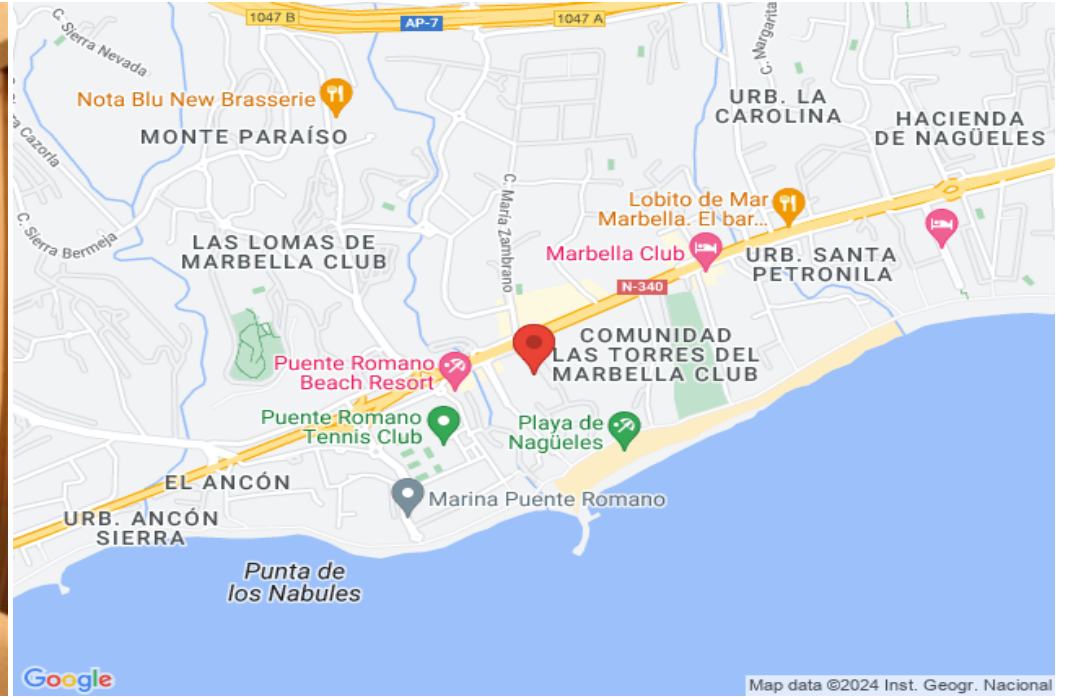 1047 B
AP-7
1047 A
C. Sierra Nevada
C. Margarita
Nota Blu New Brasserie
MONTE PARAÍSO
URB. LA
CAROLINA
HACIENDA
DE NAGÜELES
Cazorla
C. María Zambrano
C. Sierra Bermeja
Lobito de Mar
Marbella. El bar...
LAS LOMAS DE
MARBELLA CLUB
Marbella Club
URB. SANTA
PETRONILA
N-340
COMUNIDAD
LAS TORRES DEL
MARBELLA CLUB
Puente Romano
Beach Resort
Puente Romano
Tennis Club
Playa de
Nagüeles
EL ANCÓN
Marina Puente Romano
URB. ANCÓN
SIERRA
Punta de
los Nabules
Google
Map data ©2024 Inst. Geogr. Nacional